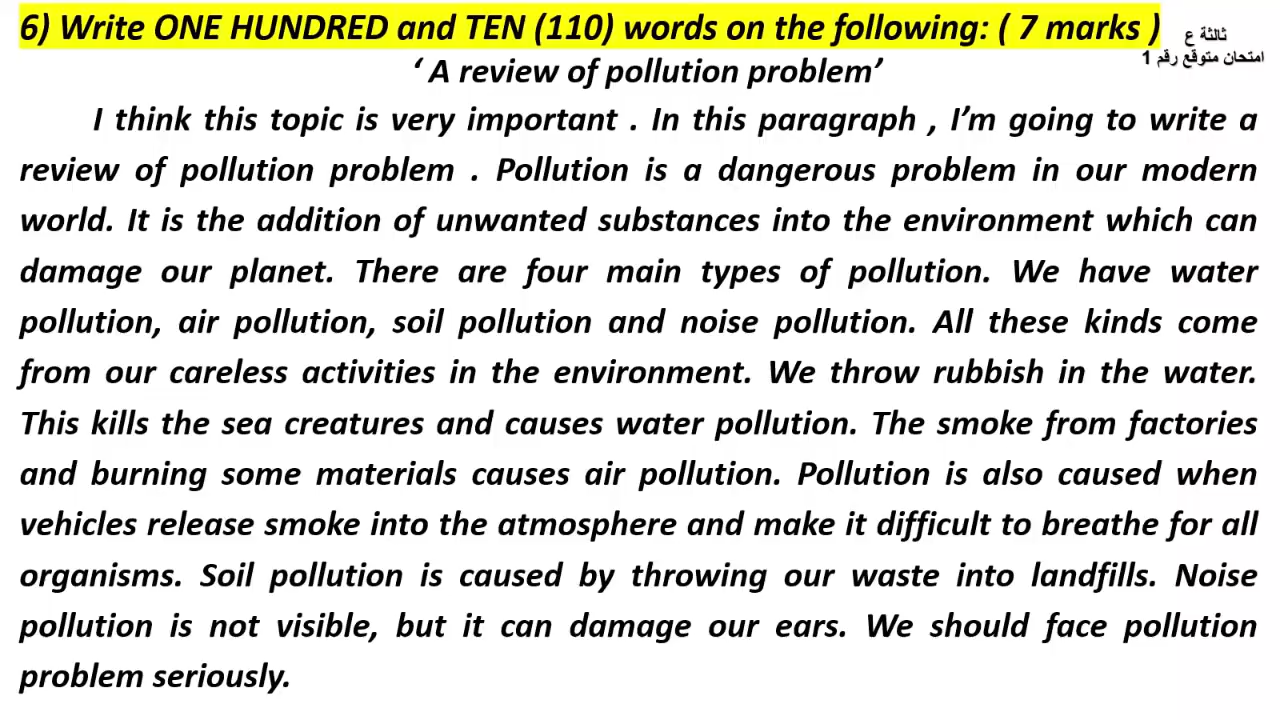 6) Write ONE HUNDRED and TEN (110) words on the following: ( 7 marks )
ثالثة ع
امتحان متوقع رقم 1
‘ A review of pollution problem’
I think this topic is very important . In this paragraph , I’m going to write a
review of pollution problem . Pollution is a dangerous problem in our modern
world. It is the addition of unwanted substances into the environment which can
damage our planet. There are four main types of pollution. We have water
pollution, air pollution, soil pollution and noise pollution. All these kinds come
from our careless activities in the environment. We throw rubbish in the water.
This kills the sea creatures and causes water pollution. The smoke from factories
and burning some materials causes air pollution. Pollution is also caused when
vehicles release smoke into the atmosphere and make it difficult to breathe for all
organisms. Soil pollution is caused by throwing our waste into landfills. Noise
pollution is not visible, but it can damage our ears. We should face pollution
problem seriously.